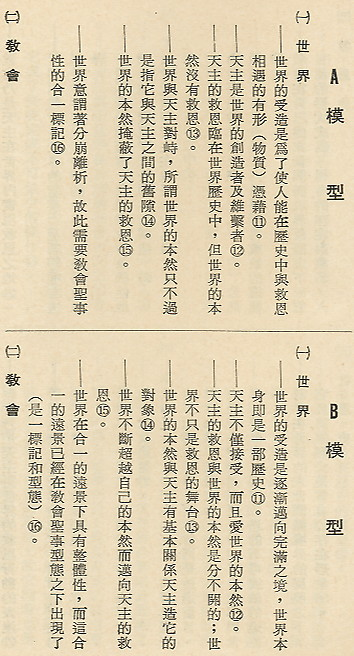 A 模型
㈠ 世界
——世界的受造是爲了使人能在歷史中與救恩
相遇的有形(物質)憑藉⑪。
——天主是世界的創造者及維繫者⑫。
——天主的救恩臨在世界歷史中,但世界的本
然沒有救恩⑬。
——世界與天主對峙,所謂世界的本然只不過
是指它與天主之間的舊隙⑭。
——世界的本然掩蔽了天主的救恩⑮。
——世界意謂著分崩離析,故此需要敎會聖事
性的合一標記⑯。
㈡ 敎會
B 模型
㈠ 世界
——世界的受造是逐漸邁向完滿之境,世界本
身即是一部歷史⑪。
——天主不僅接受,而且愛世界的本然⑫。
——天主的救恩與世界的本然是分不開的;世
界不只是救恩的舞台⑬。
——世界的本然與天主有基本關係天主造它的
對象⑭。
——世界不斷超越自己的本然而邁向天主的救
恩⑮。
——世界在合一的遠景下具有整體性,而這合
一的遠景已經在敎會聖事型態之下出現了
(是一標記和型態)⑯。
㈡ 敎會